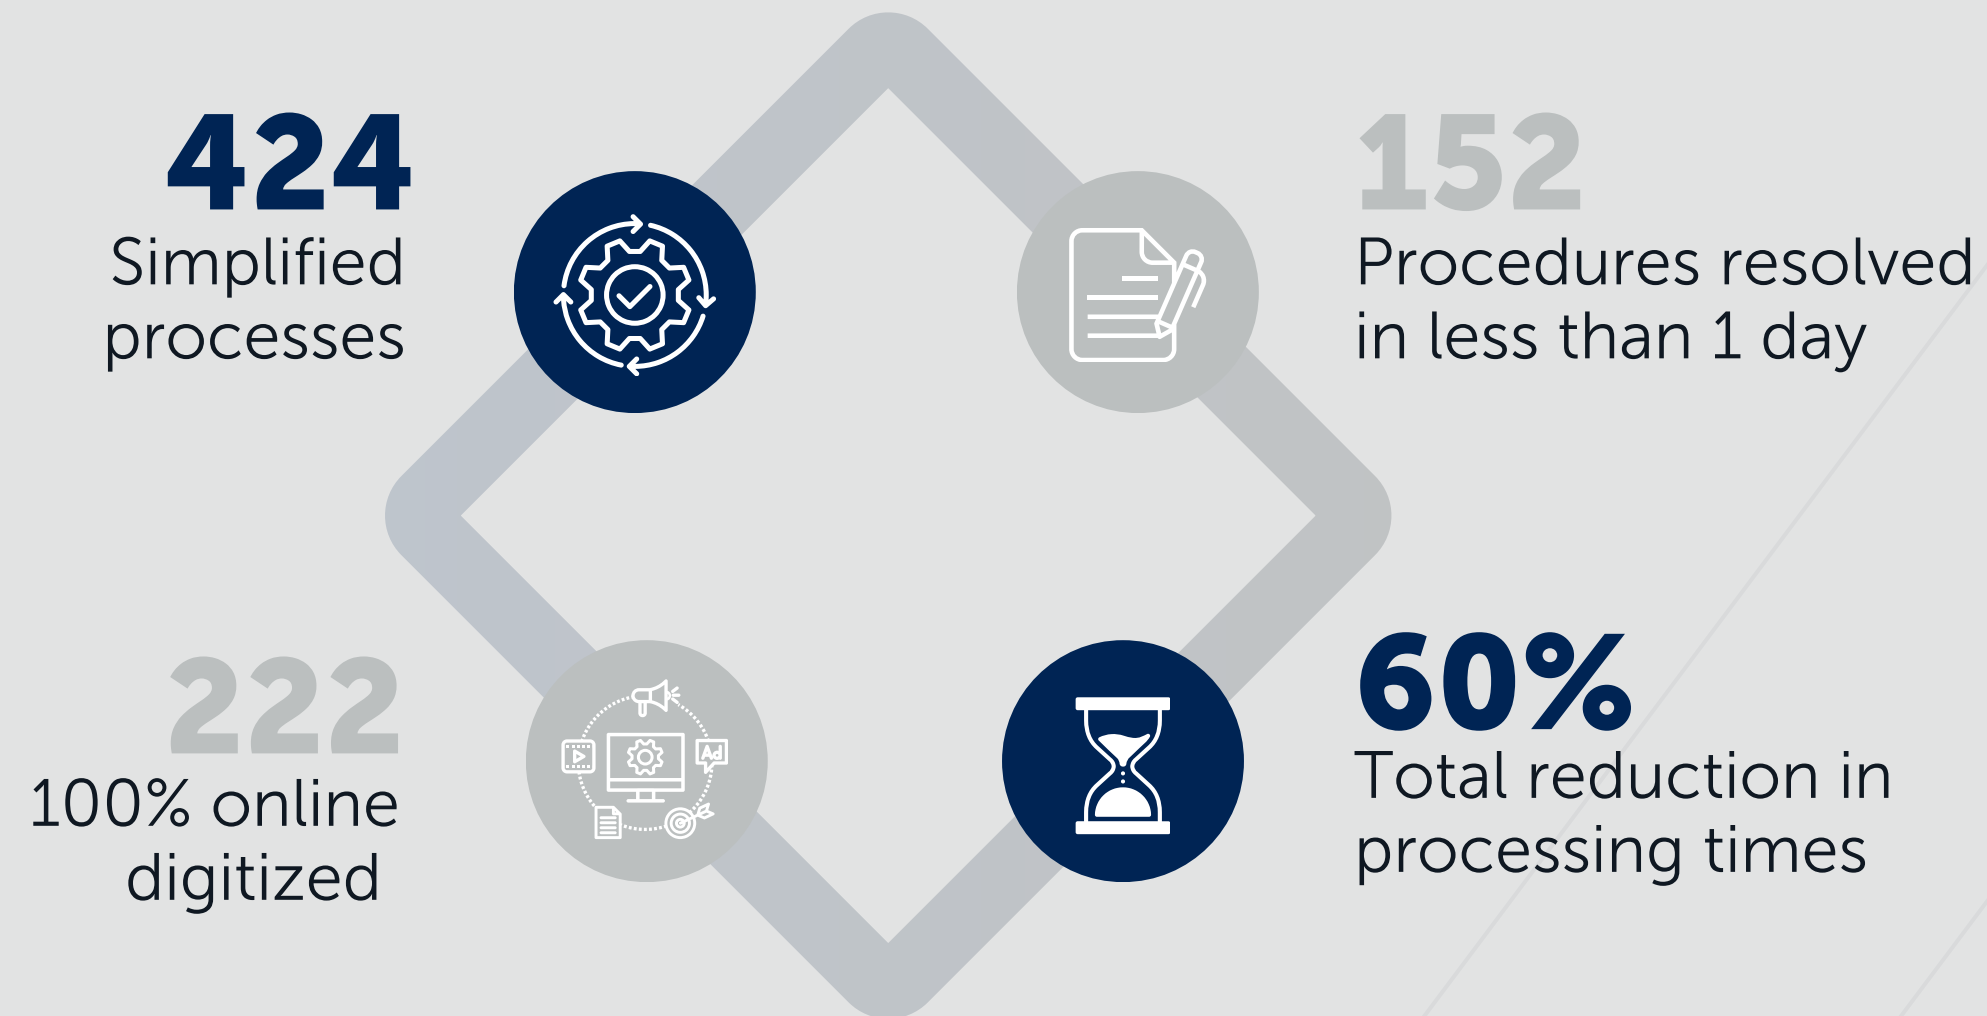 424
Simplified
processes
152
Procedures resolved
in less than 1 day
222
100% online
digitized
Ad
60%
Total reduction in
processing times